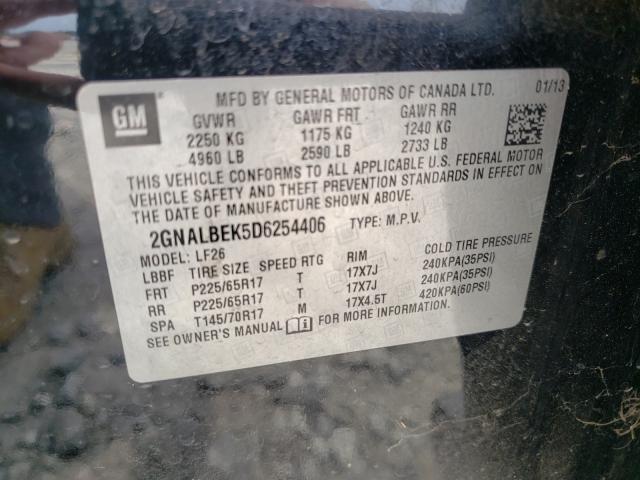 GM
MFD BY GENERAL MOTORS OF CANADA LTD. 01/13
GVWR GAWR FRT GAWR RR
2250 KG 1175 KG 1240 KG
4960 LB 2590 LB 2733 LB
THIS VEHICLE CONFORMS TO ALL APPLICABLE U.S. FEDERAL MOTOR
VEHICLE SAFETY AND THEFT PREVENTION STANDARDS IN EFFECT ON
THE DATE OF MANUFACTURE SHOWN ABOVE.
2GNALBEK5D6254406 TYPE: M.P.V.
MODEL: LF26
LBBF TIRE SIZE SPEED RTG RIM COLD TIRE PRESSURE
FRT P225/65R17 T 17X7J 240KPA(35PSI)
RR P225/65R17 T 17X7J 240KPA(35PSI)
SPA T145/70R17 M 17X4.5T 420KPA(60PSI)
SEE OWNER'S MANUAL FOR MORE INFORMATION.